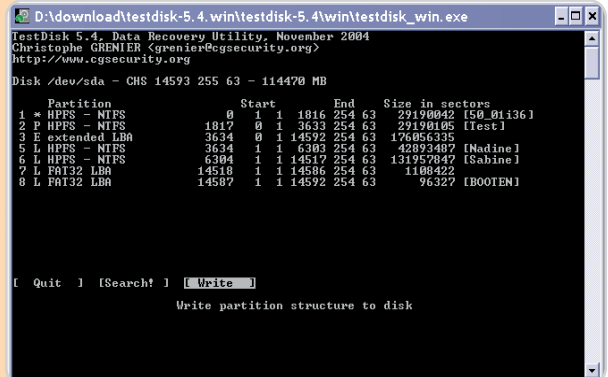 D:\download\testdisk-5.4.win\testdisk-5.4\win\testdisk_win.exe
TestDisk 5.4, Data Recovery Utility, November 2004
Christophe GRENIER <grenier@cgsecurity.org>
http://www.cgsecurity.org
Disk /dev/sda - CHS 14593 255 63 - 114470 MB
Partition Start End Size in sectors
1 * HPFS - NTFS 0 1 1 1816 254 63 29190042 [50_01i36]
2 P HPFS - NTFS 1817 0 1 3633 254 63 29190105 [Test]
3 E extended LBA 3634 0 1 14592 254 63 176056335
5 L HPFS - NTFS 3634 1 1 6303 254 63 42893487 [Nadine]
6 L HPFS - NTFS 6304 1 1 14517 254 63 131957847 [Sabine]
7 L FAT32 LBA 14518 1 1 14586 254 63 1108422
8 L FAT32 LBA 14587 1 1 14592 254 63 96327 [BOOTEN]
[ Quit ] [Search! ] [ Write ]
Write partition structure to disk